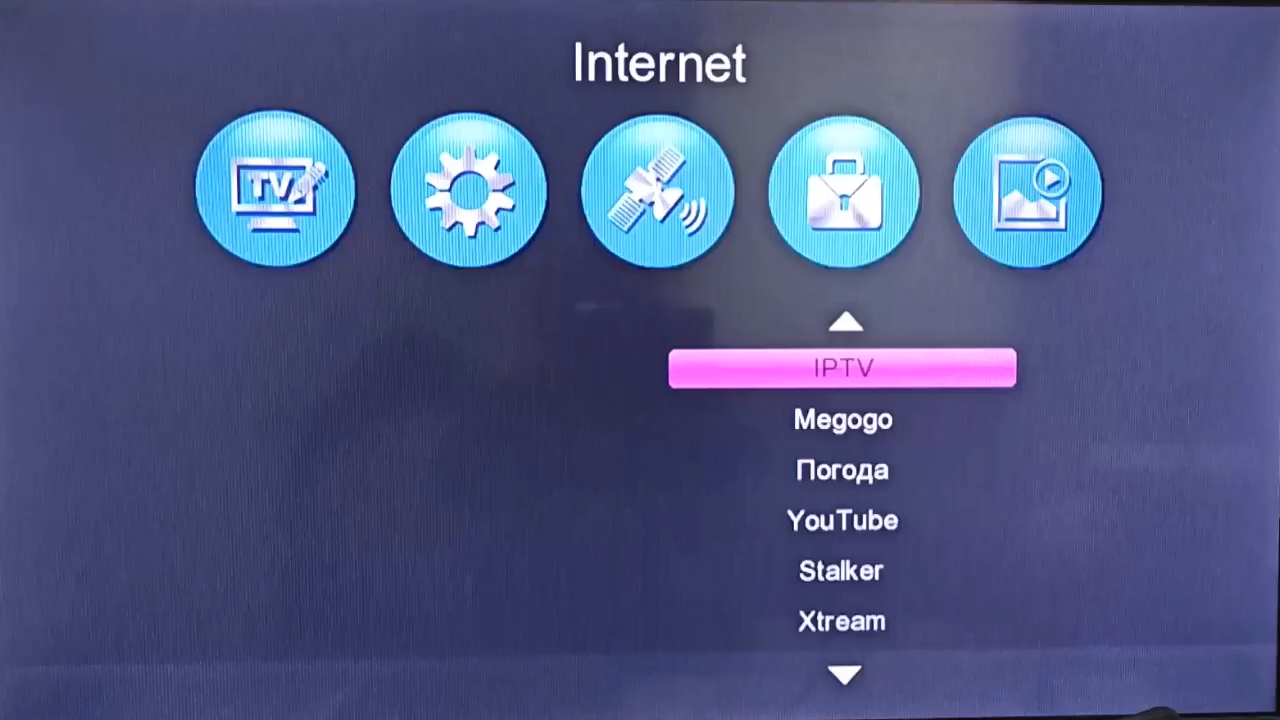 Internet
TV
IPTV
Megogo
Погода
YouTube
Stalker
Xtream